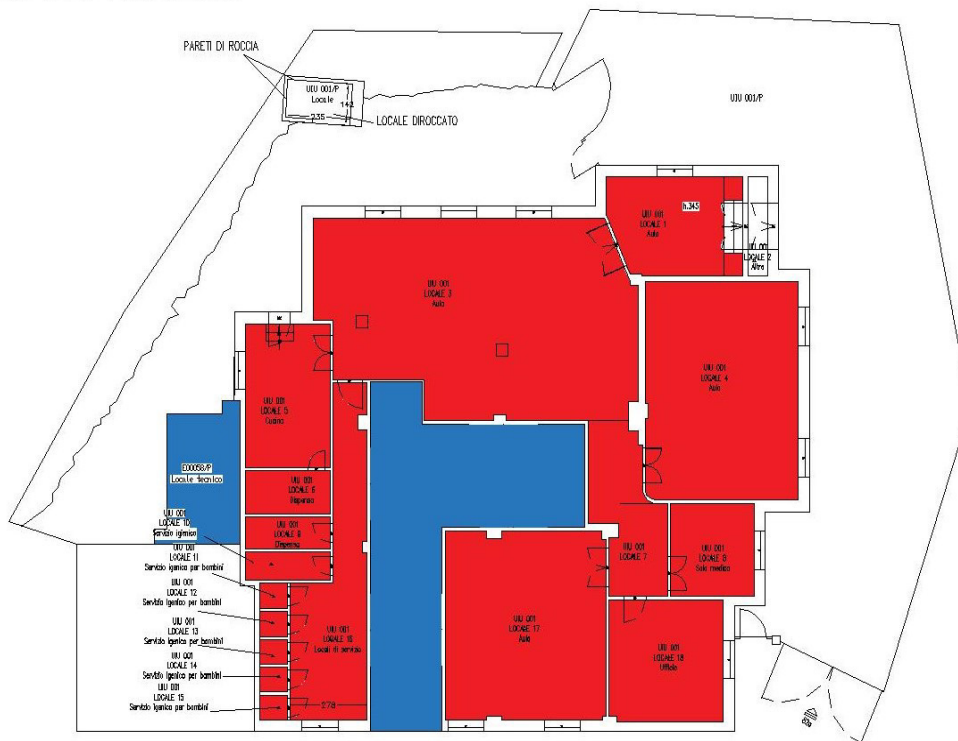 PARETI DI ROCCIA
UIU 001/P
Locale
142
235
LOCALE DIROCCATO
UIU 001/P
UIU 001
LOCALE 1
Aula
h.345
UIU 001
LOCALE 2
Altro
UIU 001
LOCALE 3
Aula
UIU 001
LOCALE 4
Aula
UIU 001
LOCALE 5
Cucina
E00058/P
Locale tecnico
UIU 001
LOCALE 6
Dispensa
UIU 001
LOCALE 9
Dispensa
UIU 001
LOCALE 10
Servizio igienico
UIU 001
LOCALE 11
Servizio igenico per bambini
UIU 001
LOCALE 12
Servizio igenico per bambini
UIU 001
LOCALE 13
Servizio igenico per bambini
UIU 001
LOCALE 14
Servizio igenico per bambini
UIU 001
LOCALE 15
Servizio igenico per bambini
UIU 001
LOCALE 16
Locali di servizio
278
UIU 001
LOCALE 17
Aula
UIU 001
LOCALE 7
UIU 001
LOCALE 8
Sala medica
UIU 001
LOCALE 18
Ufficio